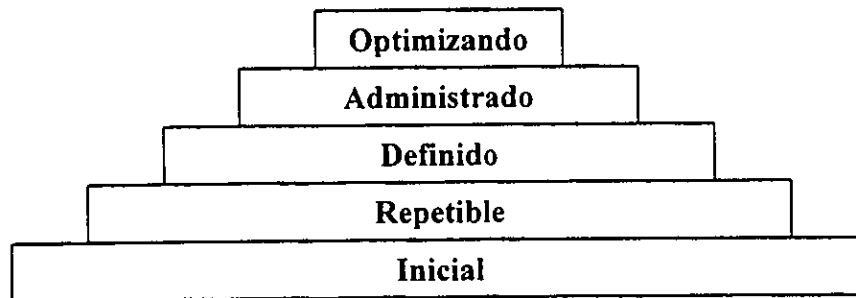 Optimizando
Administrado
Definido
Repetible
Inicial